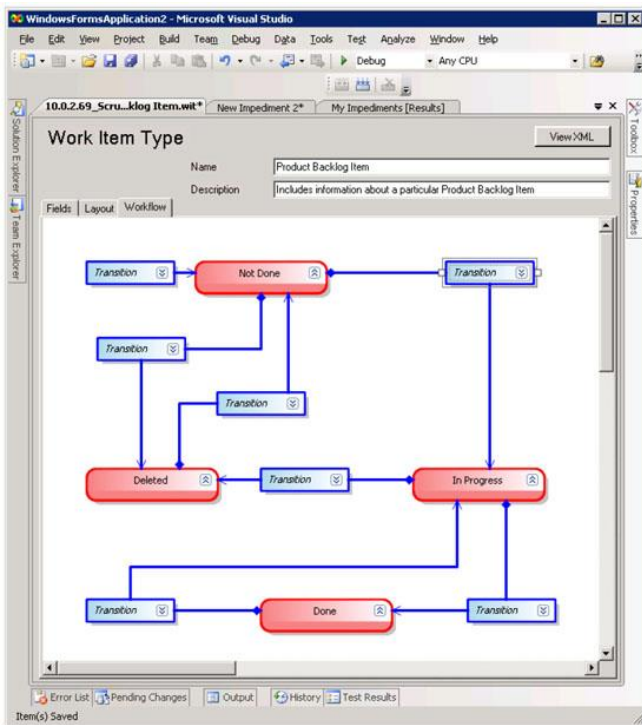 WindowsFormsApplication2 - Microsoft Visual Studio
File Edit View Project Build Team Debug Data Tools Test Analyze Window Help
Debug Any CPU
10.0.2.69_Scru...klog Item.wit* New Impediment 2* My Impediments [Results]
Solution Explorer
Team Explorer
Toolbox
Properties
Work Item Type
View XML
Name Product Backlog Item
Description Includes information about a particular Product Backlog Item
Fields Layout Workflow
Transition Not Done Transition
Transition
Transition
Deleted Transition In Progress
Transition Done Transition
Error List Pending Changes Output History Test Results
Item(s) Saved